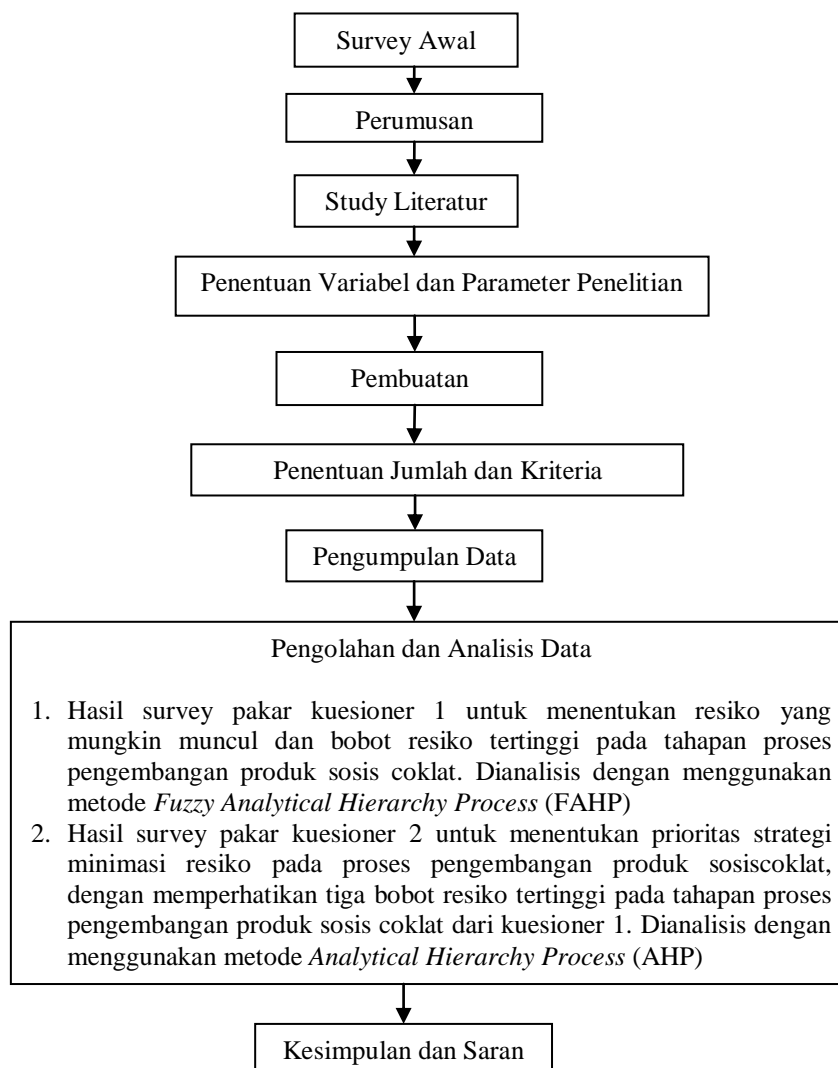 Survey Awal
Perumusan
Study Literatur
Penentuan Variabel dan Parameter Penelitian
Pembuatan
Penentuan Jumlah dan Kriteria
Pengumpulan Data
Pengolahan dan Analisis Data
1. Hasil survey pakar kuesioner 1 untuk menentukan resiko yang
mungkin muncul dan bobot resiko tertinggi pada tahapan proses
pengembangan produk sosis coklat. Dianalisis dengan menggunakan
metode Fuzzy Analytical Hierarchy Process (FAHP)
2. Hasil survey pakar kuesioner 2 untuk menentukan prioritas strategi
minimasi resiko pada proses pengembangan produk sosiscoklat,
dengan memperhatikan tiga bobot resiko tertinggi pada tahapan proses
pengembangan produk sosis coklat dari kuesioner 1. Dianalisis dengan
menggunakan metode Analytical Hierarchy Process (AHP)
Kesimpulan dan Saran